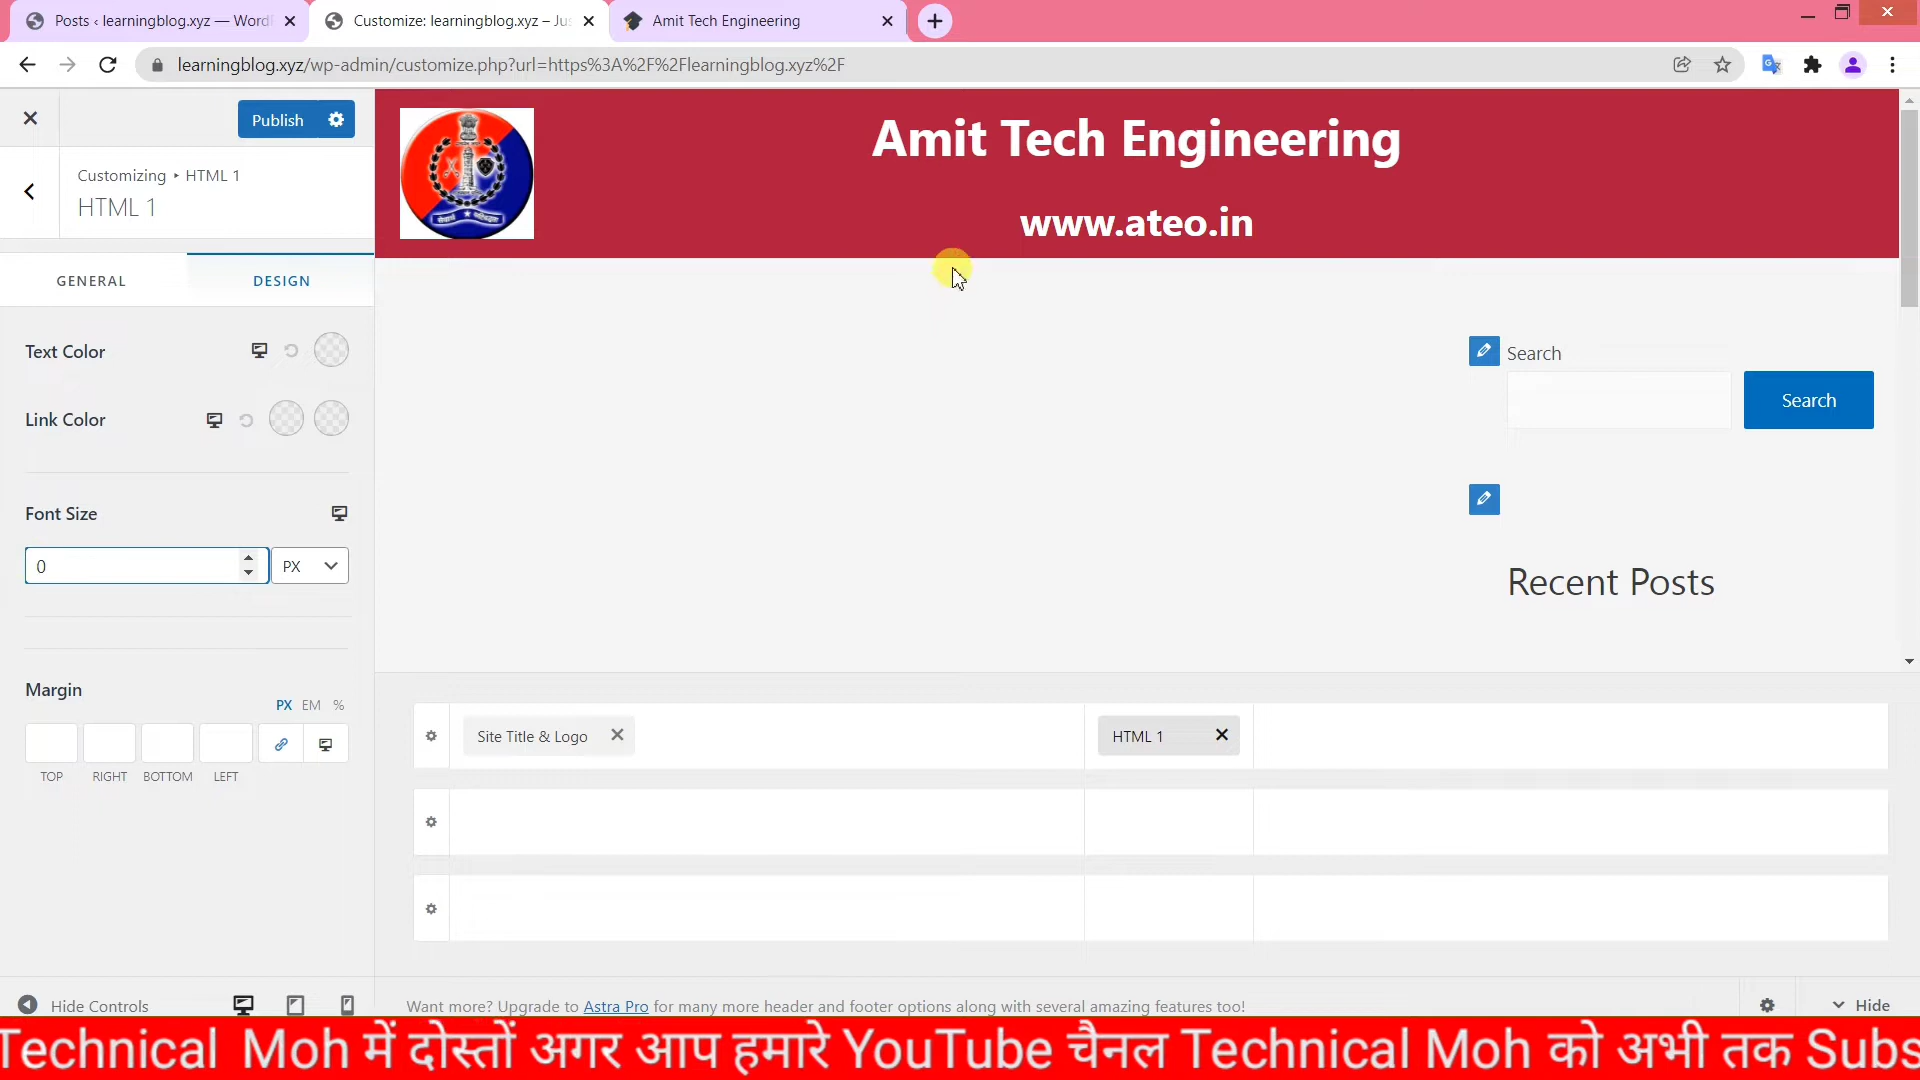 Posts ‹ learningblog.xyz — Word
Customize: learningblog.xyz – Ju
Amit Tech Engineering
learningblog.xyz/wp-admin/customize.php?url=https%3A%2F%2Flearningblog.xyz%2F
Publish
Customizing ▸ HTML 1
HTML 1
GENERAL
DESIGN
Text Color
Link Color
Font Size
0
PX
Margin
PX EM %
TOP RIGHT BOTTOM LEFT
Hide Controls
Amit Tech Engineering
www.ateo.in
Search
Search
Recent Posts
Site Title & Logo
HTML 1
Want more? Upgrade to Astra Pro for many more header and footer options along with several amazing features too!
Hide
Technical Moh में दोस्तों अगर आप हमारे YouTube चैनल Technical Moh को अभी तक Subs